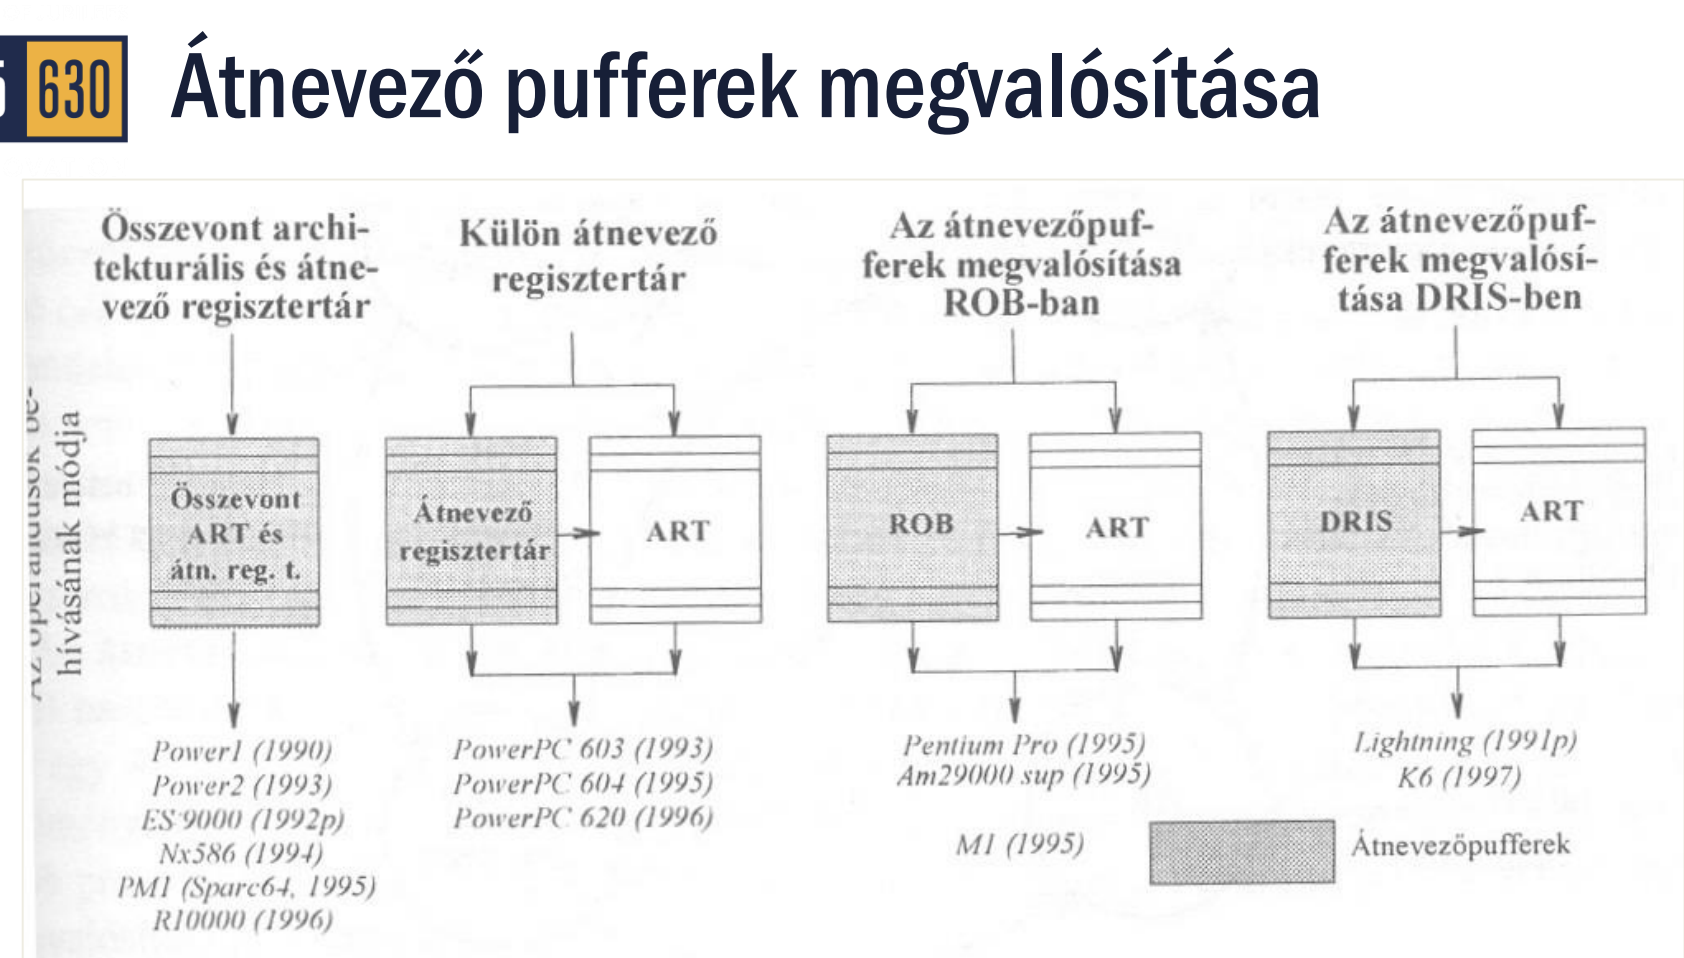 630
Átnevező pufferek megvalósítása
Összevont archi-
tekturális és átne-
vező regisztertár
Külön átnevező
regisztertár
Az átnevezőpuf-
ferek megvalósítása
ROB-ban
Az átnevezőpuf-
ferek megvalósí-
tása DRIS-ben
hívásának módja
Összevont
ART és
átn. reg. t.
Átnevező
regisztertár
ART
ROB
ART
DRIS
ART
Power1 (1990)
Power2 (1993)
ES 9000 (1992p)
Nx586 (1994)
PM1 (Sparc64, 1995)
R10000 (1996)
PowerPC 603 (1993)
PowerPC 604 (1995)
PowerPC 620 (1996)
Pentium Pro (1995)
Am29000 sup (1995)
M1 (1995)
Lightning (1991p)
K6 (1997)
Átnevezőpufferek